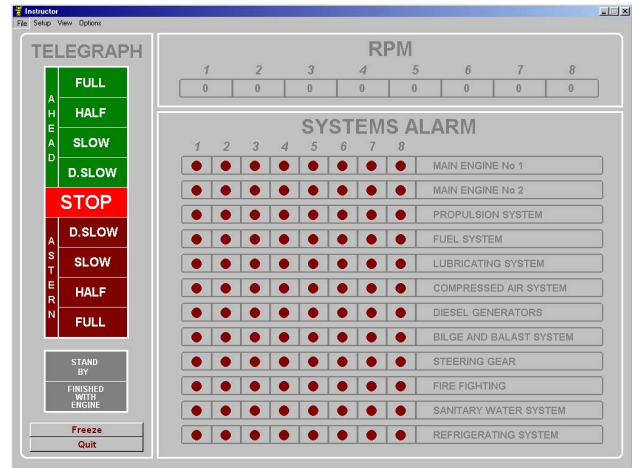 Instructor
File Setup View Options
TELEGRAPH
AHEAD
FULL
HALF
SLOW
D.SLOW
STOP
ASTERN
D.SLOW
SLOW
HALF
FULL
STAND
BY
FINISHED
WITH
ENGINE
Freeze
Quit
RPM
1 2 3 4 5 6 7 8
0 0 0 0 0 0 0 0
SYSTEMS ALARM
1 2 3 4 5 6 7 8
MAIN ENGINE No 1
MAIN ENGINE No 2
PROPULSION SYSTEM
FUEL SYSTEM
LUBRICATING SYSTEM
COMPRESSED AIR SYSTEM
DIESEL GENERATORS
BILGE AND BALAST SYSTEM
STEERING GEAR
FIRE FIGHTING
SANITARY WATER SYSTEM
REFRIGERATING SYSTEM